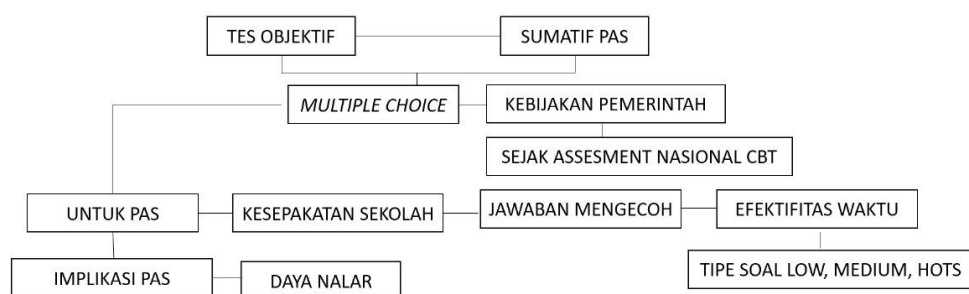 TES OBJEKTIF
SUMATIF PAS
MULTIPLE CHOICE
KEBIJAKAN PEMERINTAH
SEJAK ASSESMENT NASIONAL CBT
UNTUK PAS
KESEPAKATAN SEKOLAH
JAWABAN MENGECOH
EFEKTIFITAS WAKTU
IMPLIKASI PAS
DAYA NALAR
TIPE SOAL LOW, MEDIUM, HOTS